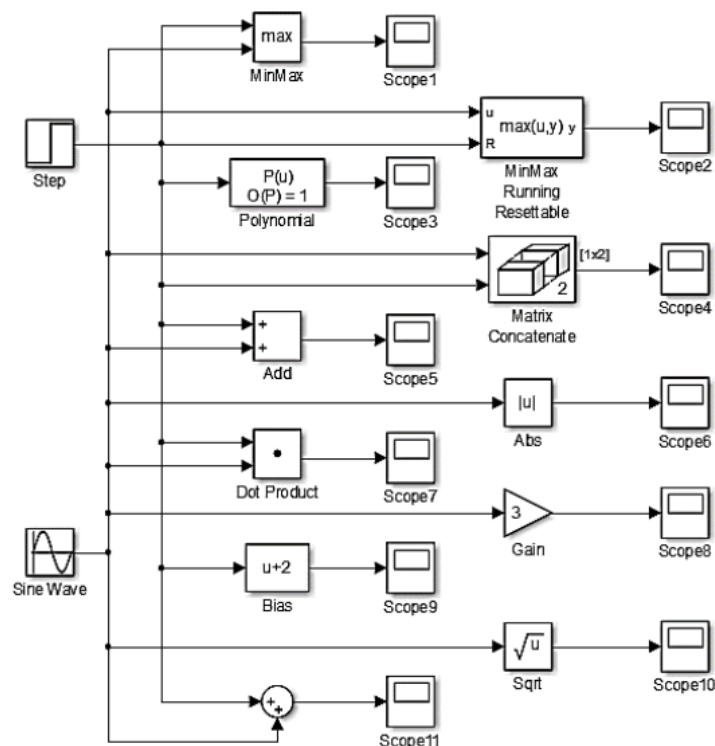 max
MinMax
Scope1
Step
u
R
max(u,y) y
MinMax
Running
Resettable
Scope2
P(u)
O(P) = 1
Polynomial
Scope3
[1x2]
2
Matrix
Concatenate
Scope4
+
+
Add
Scope5
|u|
Abs
Scope6
Dot Product
Scope7
3
Gain
Scope8
Sine Wave
u+2
Bias
Scope9
√u
Sqrt
Scope10
+
+
Scope11